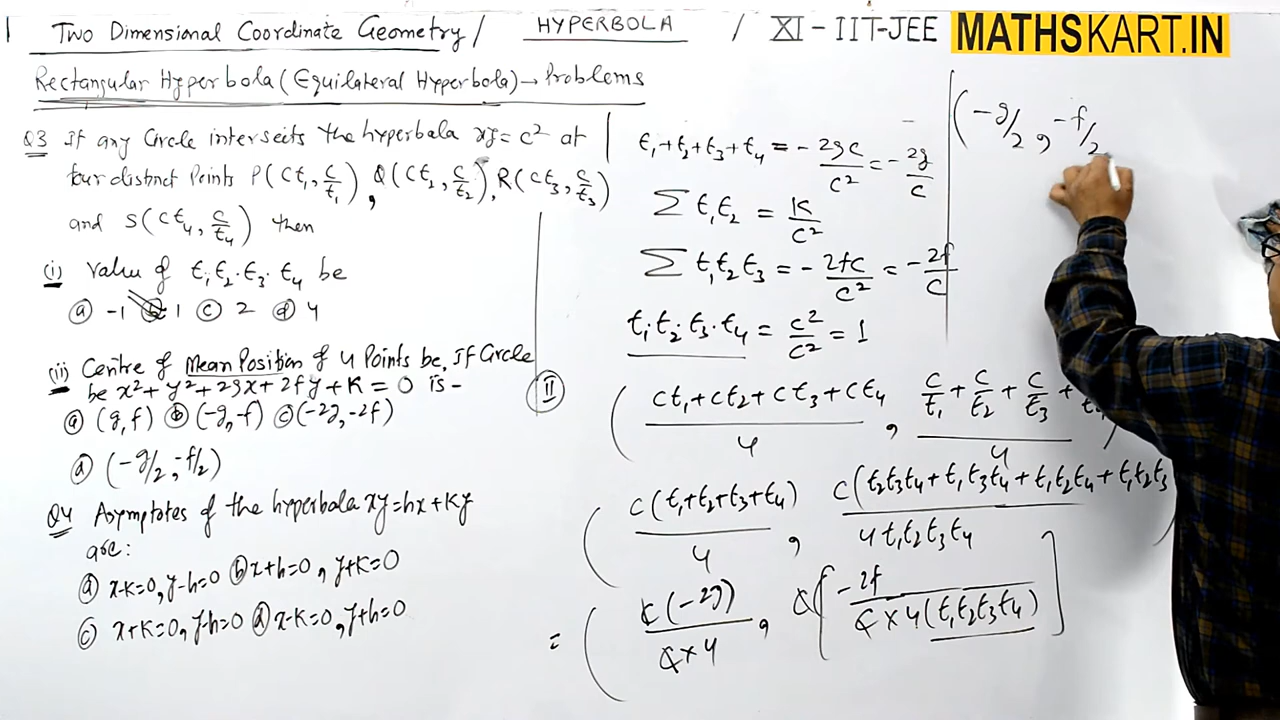 Two Dimensional Coordinate Geometry / HYPERBOLA / XI - IIT-JEE MATHSKART.IN
Rectangular Hyperbola (Equilateral Hyperbola) → Problems
Q3 If any Circle intersects the hyperbola xy = c² at
four distinct Points P(ct₁, c/t₁), Q(ct₂, c/t₂), R(ct₃, c/t₃)
and S(ct₄, c/t₄) then
(i) Value of t₁.t₂.t₃.t₄ be
(a) -1 (b) 1 (c) 2 (d) 4
(ii) Centre of Mean Position of 4 Points be, If Circle
be x² + y² + 2gx + 2fy + K = 0 is -
(a) (g, f) (b) (-g, -f) (c) (-2g, -2f)
(d) (-g/2, -f/2)
Q4 Asymptotes of the hyperbola xy = hx + Ky
are:
(a) x-K=0, y-h=0 (b) x+h=0, y+K=0
(c) x+K=0, y-h=0 (d) x-K=0, y+h=0
t₁+t₂+t₃+t₄ = - 2gc/c² = - 2g/c
∑ t₁t₂ = K/c²
∑ t₁t₂t₃ = - 2fc/c² = - 2f/c
t₁.t₂.t₃.t₄ = c²/c² = 1
(ii) ( (ct₁+ct₂+ct₃+ct₄)/4 , (c/t₁ + c/t₂ + c/t₃ +
4
( c(t₁+t₂+t₃+t₄)/4 , c(t₂t₃t₄+t₁t₃t₄+t₁t₂t₄+t₁t₂t₃)/4t₁t₂t₃t₄ )
= ( c(-2g)/c×4 , c[ -2f/c×4(t₁t₂t₃t₄) ]
(-g/2, -f/2